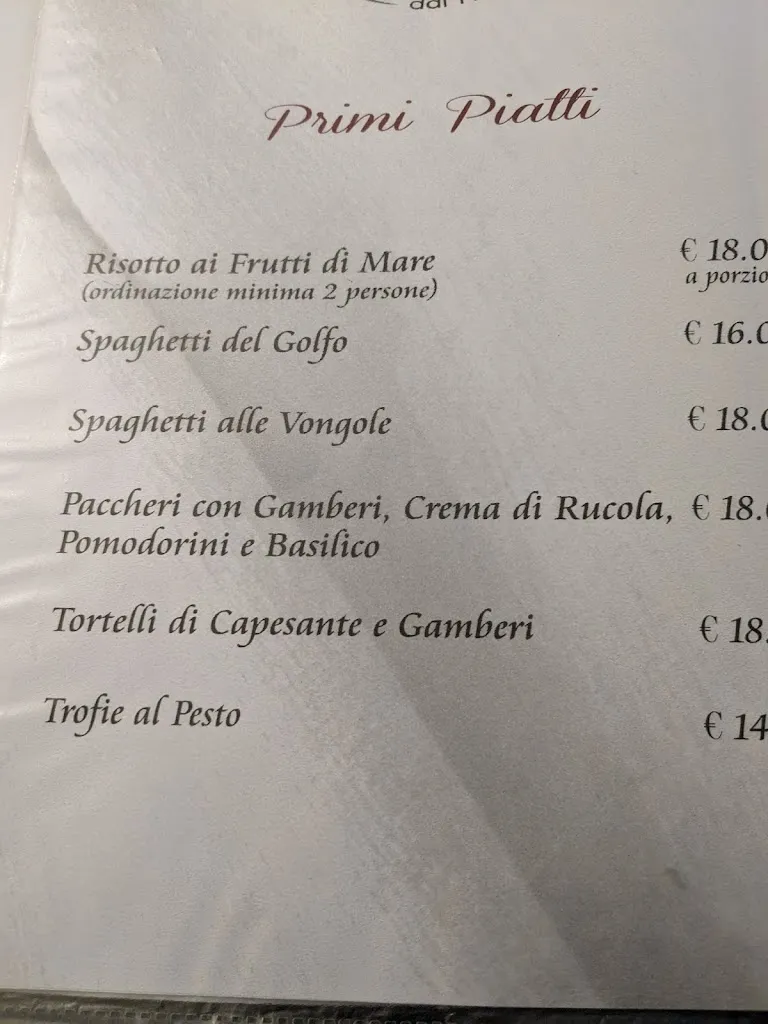 Primi Piatti
Risotto ai Frutti di Mare € 18.0
(ordinazione minima 2 persone) a porzio
Spaghetti del Golfo € 16.0
Spaghetti alle Vongole € 18.0
Paccheri con Gamberi, Crema di Rucola, € 18.
Pomodorini e Basilico
Tortelli di Capesante e Gamberi € 18.
Trofie al Pesto € 14